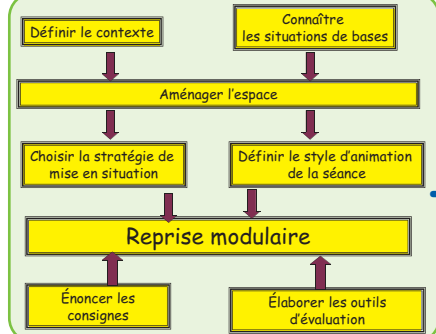 Définir le contexte
Connaître
les situations de bases
Aménager l'espace
Choisir la stratégie de
mise en situation
Définir le style d'animation
de la séance
Reprise modulaire
Énoncer les
consignes
Élaborer les outils
d'évaluation